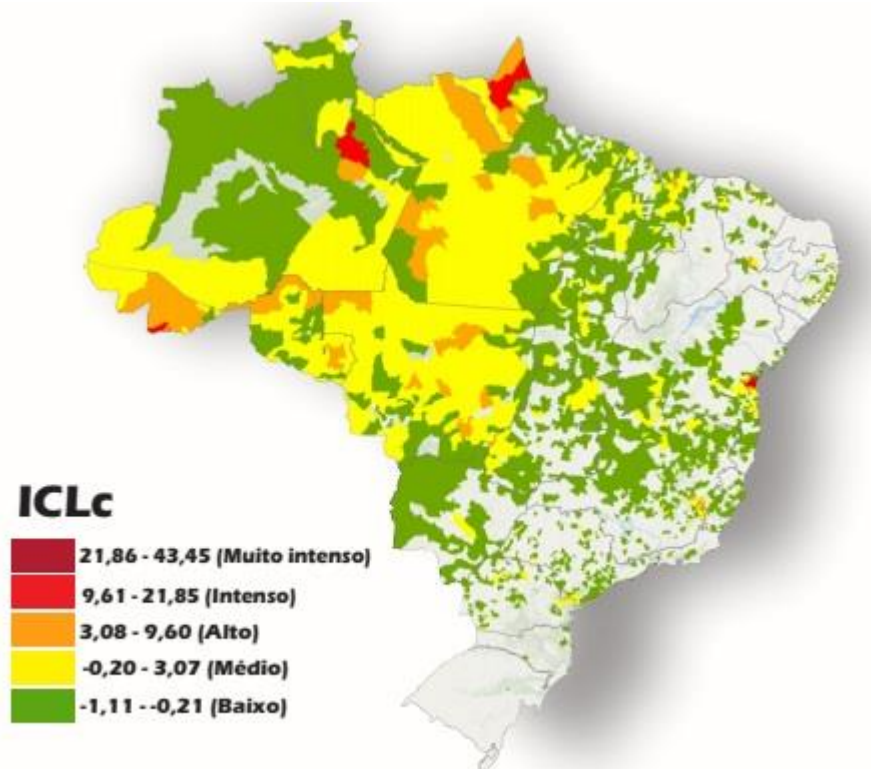 ICLc
21,86 - 43,45 (Muito intenso)
9,61 - 21,85 (Intenso)
3,08 - 9,60 (Alto)
-0,20 - 3,07 (Médio)
-1,11 - -0,21 (Baixo)